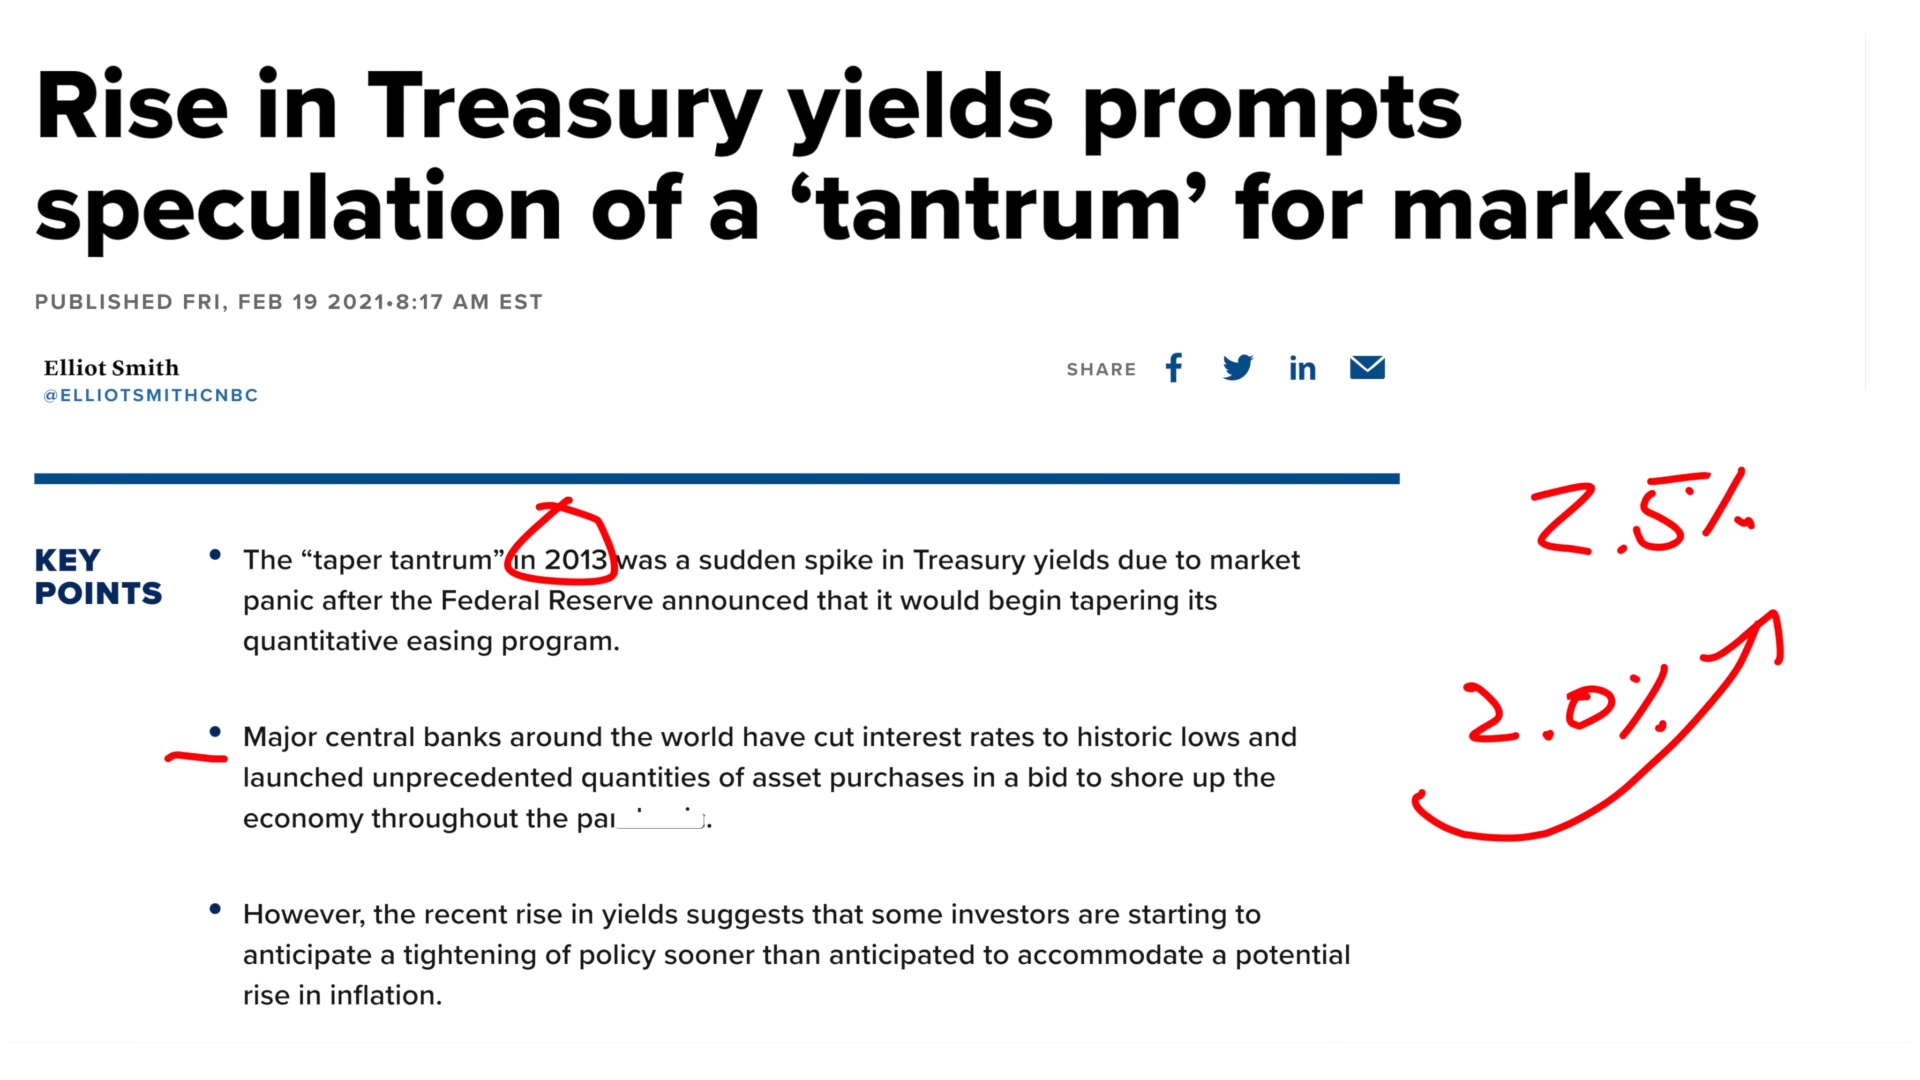 Rise in Treasury yields prompts
speculation of a ‘tantrum’ for markets
PUBLISHED FRI, FEB 19 2021•8:17 AM EST
Elliot Smith
@ELLIOTSMITHCNBC
SHARE
KEY
POINTS
• The “taper tantrum” in 2013 was a sudden spike in Treasury yields due to market
panic after the Federal Reserve announced that it would begin tapering its
quantitative easing program.
• Major central banks around the world have cut interest rates to historic lows and
launched unprecedented quantities of asset purchases in a bid to shore up the
economy throughout the
• However, the recent rise in yields suggests that some investors are starting to
anticipate a tightening of policy sooner than anticipated to accommodate a potential
rise in inflation.
2.5%
2.0%